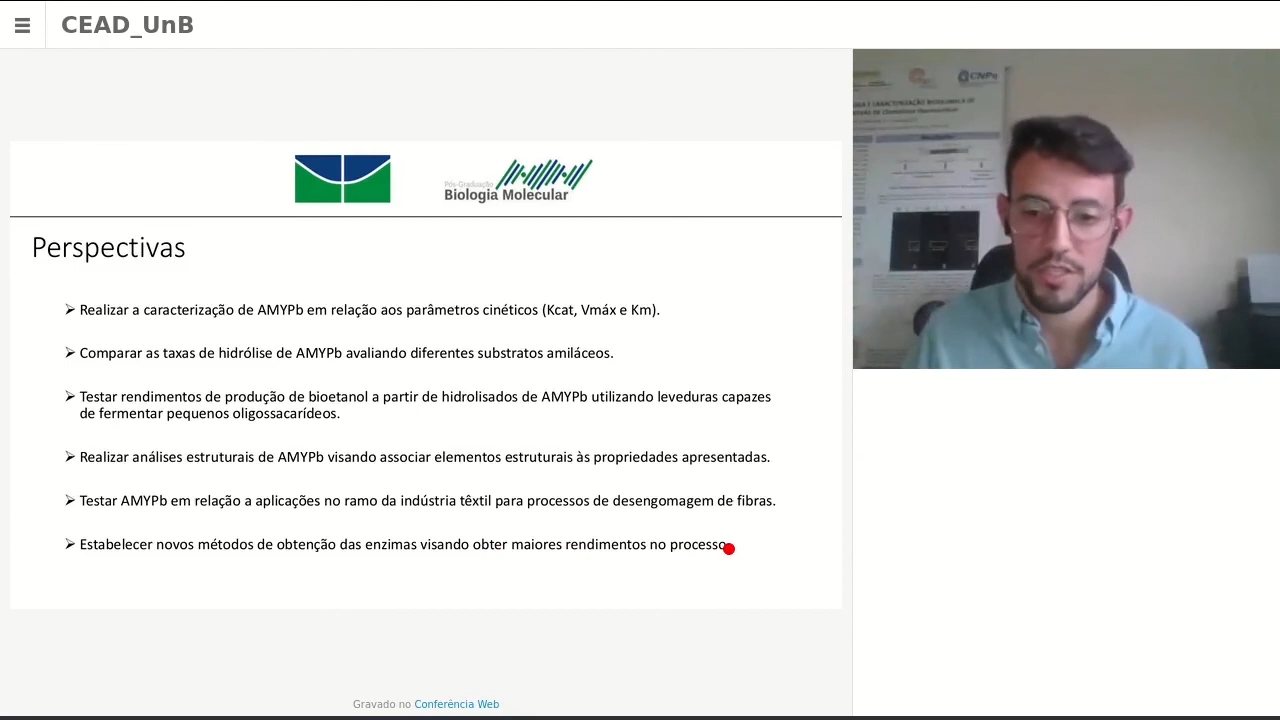 CEAD_UnB
CNPq
Pós-Graduação
Biologia Molecular
Perspectivas
➢ Realizar a caracterização de AMYPb em relação aos parâmetros cinéticos (Kcat, Vmáx e Km).
➢ Comparar as taxas de hidrólise de AMYPb avaliando diferentes substratos amiláceos.
➢ Testar rendimentos de produção de bioetanol a partir de hidrolisados de AMYPb utilizando leveduras capazes
de fermentar pequenos oligossacarídeos.
➢ Realizar análises estruturais de AMYPb visando associar elementos estruturais às propriedades apresentadas.
➢ Testar AMYPb em relação a aplicações no ramo da indústria têxtil para processos de desengomagem de fibras.
➢ Estabelecer novos métodos de obtenção das enzimas visando obter maiores rendimentos no processo
Gravado no Conferência Web